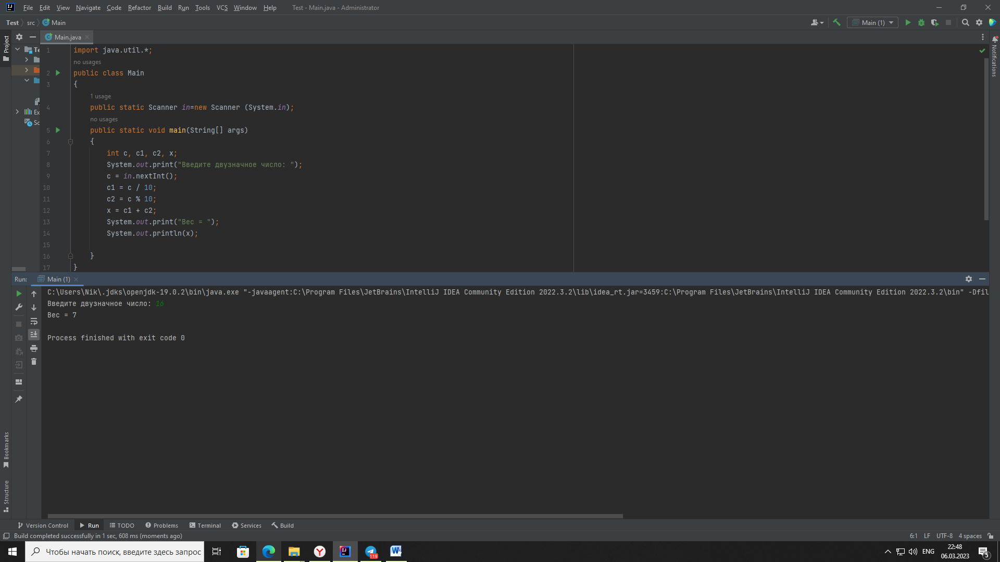 File Edit View Navigate Code Refactor Build Run Tools VCS Window Help Test - Main.java - Administrator
Test src Main
Main (1)
Project
Main.java
Notifications
Te
Ex
Sc
1 import java.util.*;
no usages
2 public class Main
3 {
1 usage
4 public static Scanner in=new Scanner (System.in);
no usages
5 public static void main(String[] args)
6 {
7 int c, c1, c2, x;
8 System.out.print("Введите двузначное число: ");
9 c = in.nextInt();
10 c1 = c / 10;
11 c2 = c % 10;
12 x = c1 + c2;
13 System.out.print("Вес = ");
14 System.out.println(x);
15
16 }
17 }
Run: Main (1)
C:\Users\Nik\.jdks\openjdk-19.0.2\bin\java.exe "-javaagent:C:\Program Files\JetBrains\IntelliJ IDEA Community Edition 2022.3.2\lib\idea_rt.jar=3459:C:\Program Files\JetBrains\IntelliJ IDEA Community Edition 2022.3.2\bin" -Dfil
Введите двузначное число: 16
Вес = 7
Process finished with exit code 0
Bookmarks
Structure
Version Control Run TODO Problems Terminal Services Build
Build completed successfully in 1 sec, 608 ms (moments ago) 6:1 LF UTF-8 4 spaces
Чтобы начать поиск, введите здесь запрос
119
ENG
22:48
06.03.2023
5